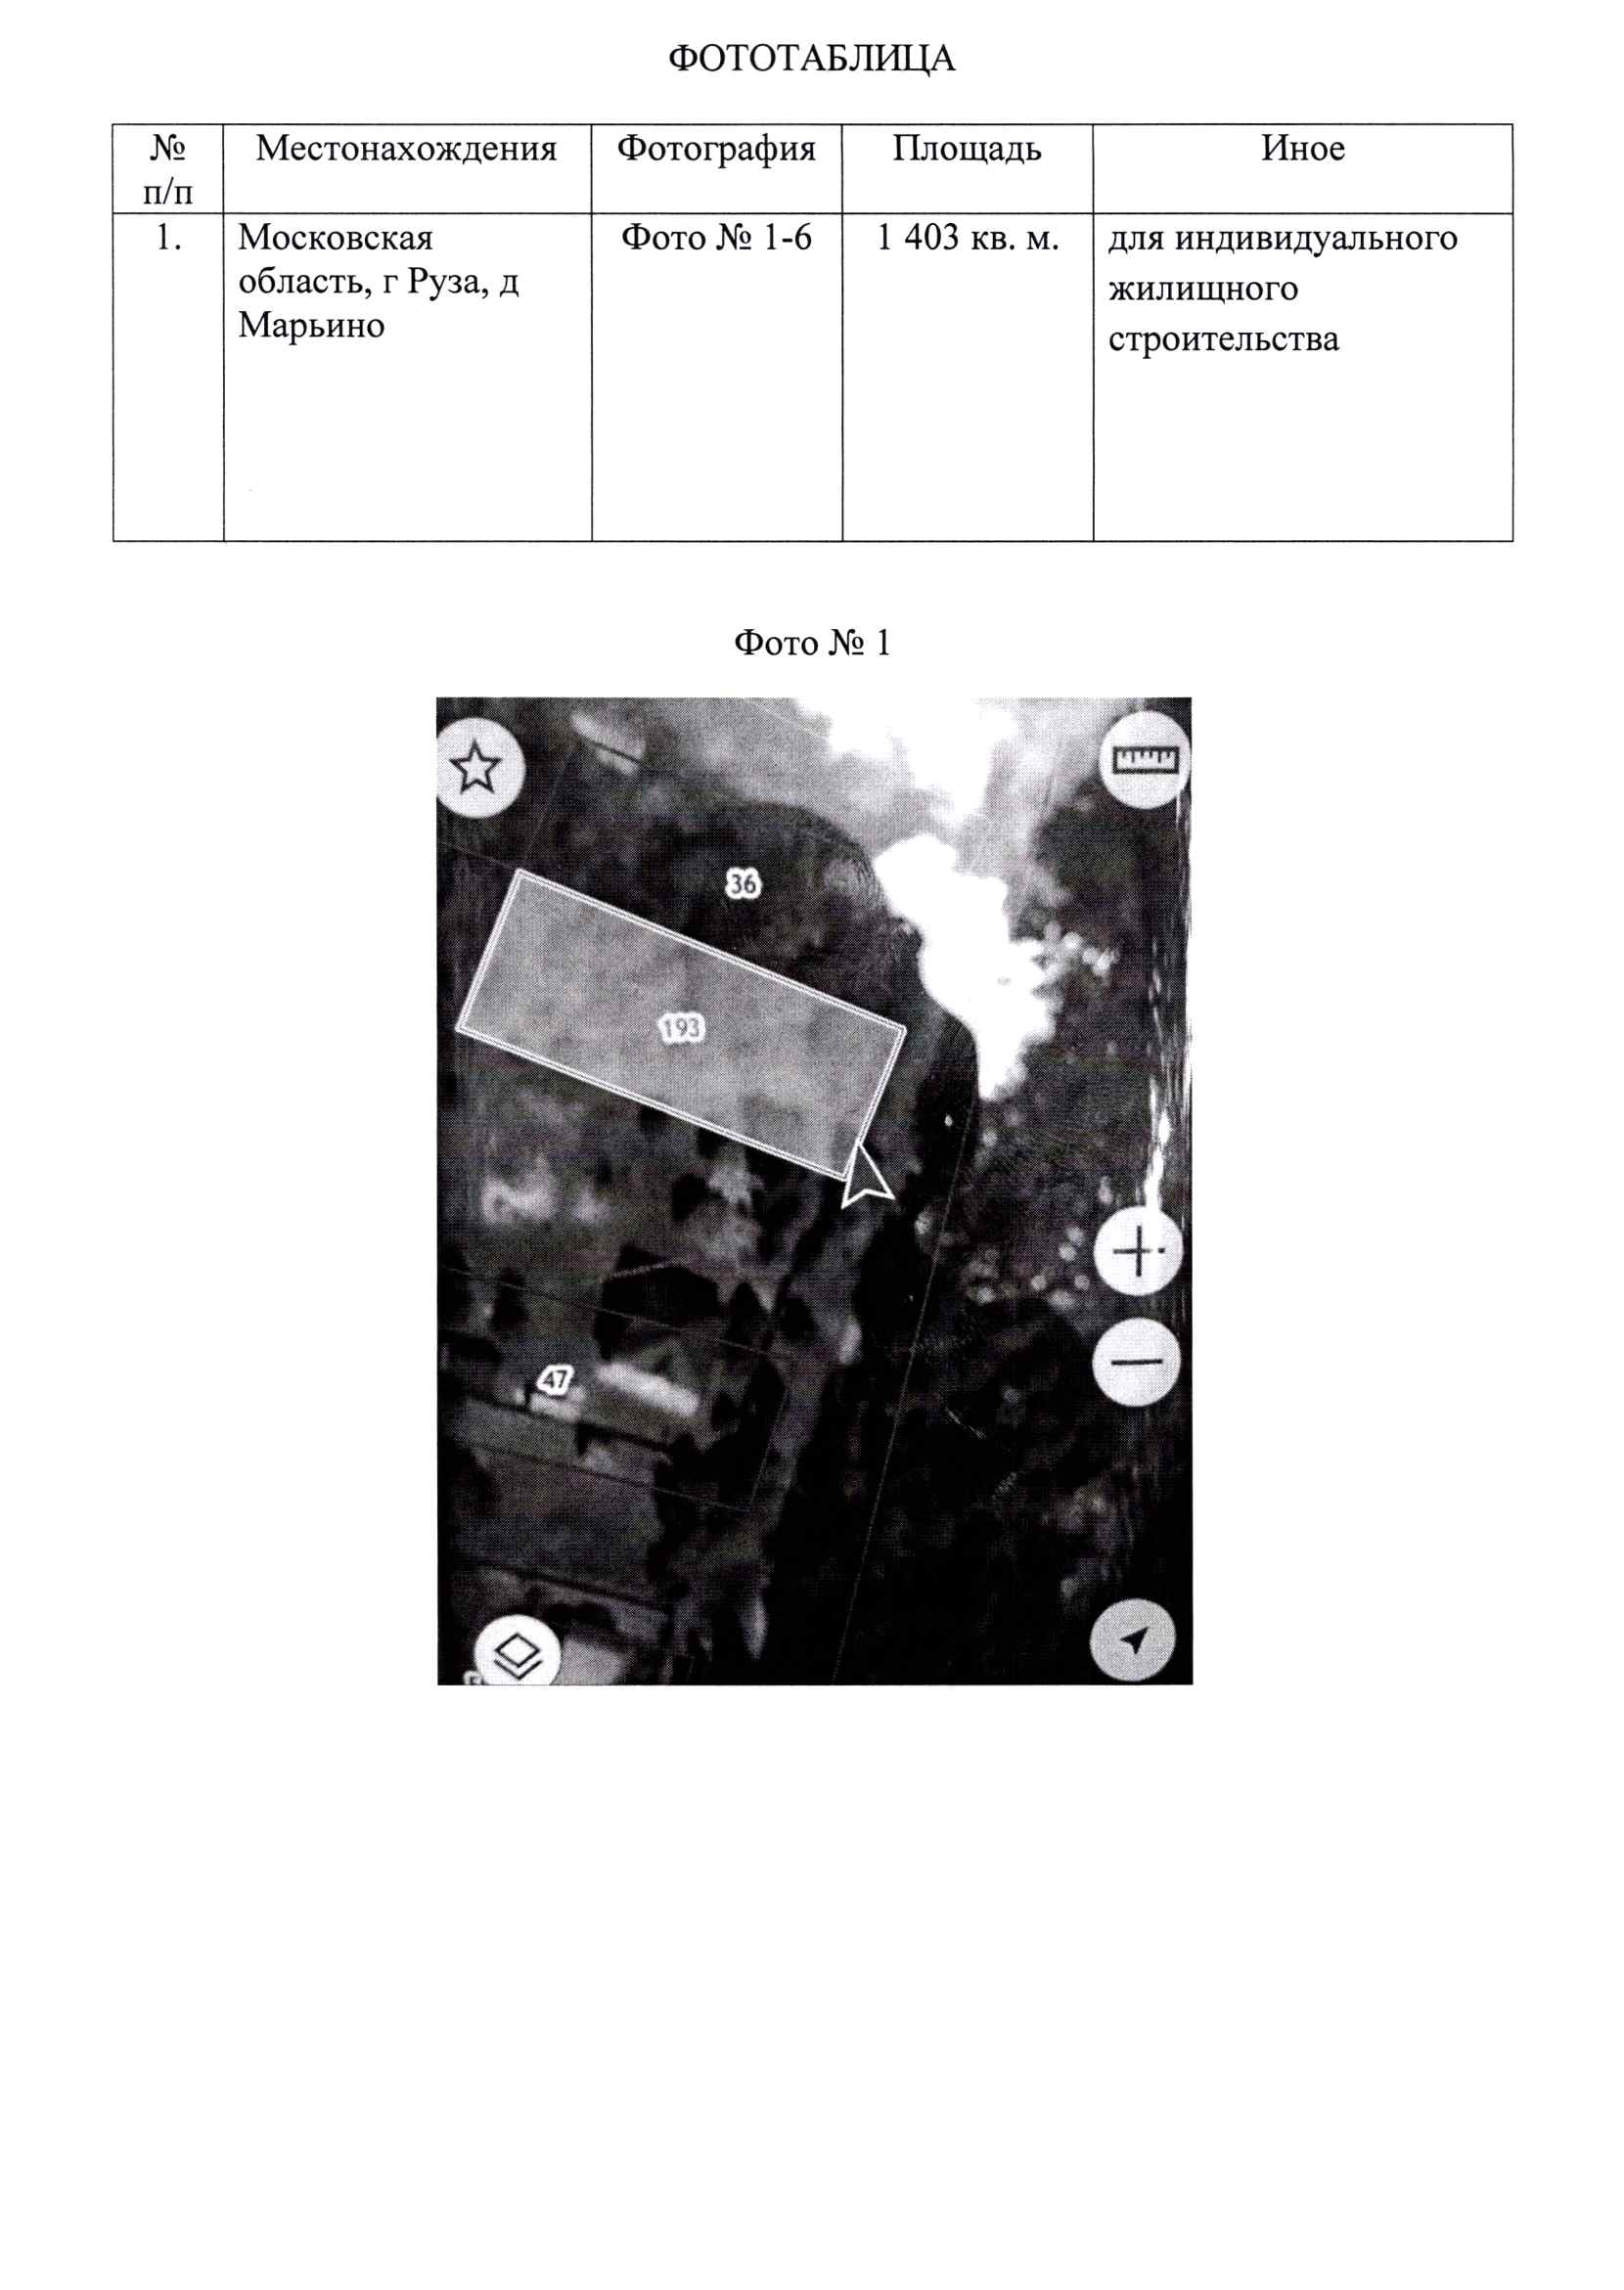 ФОТОТАБЛИЦА
№ п/п
Местонахождения
Фотография
Площадь
Иное
1.
Московская
область, г Руза, д
Марьино
Фото № 1-6
1 403 кв. м.
для индивидуального
жилищного
строительства
Фото № 1
36
193
47